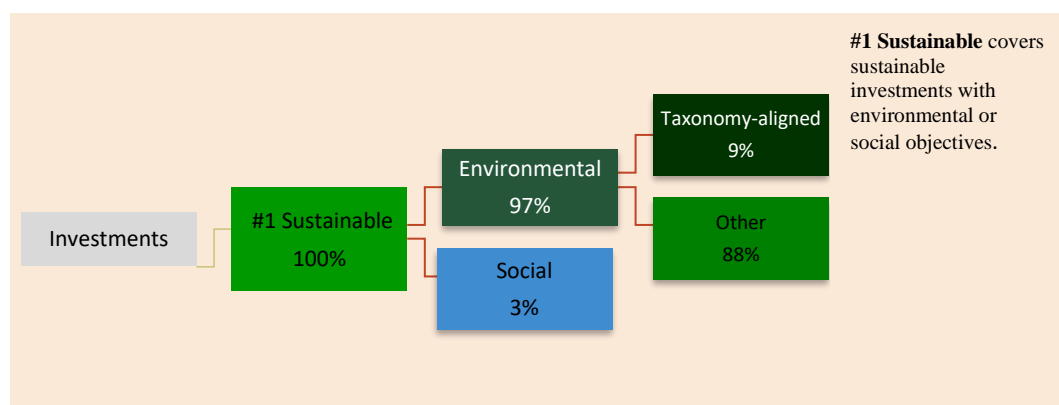 #1 Sustainable covers
sustainable
investments with
environmental or
social objectives.
Taxonomy-aligned
9%
Environmental
97%
#1 Sustainable
100%
Investments
Other
88%
Social
3%